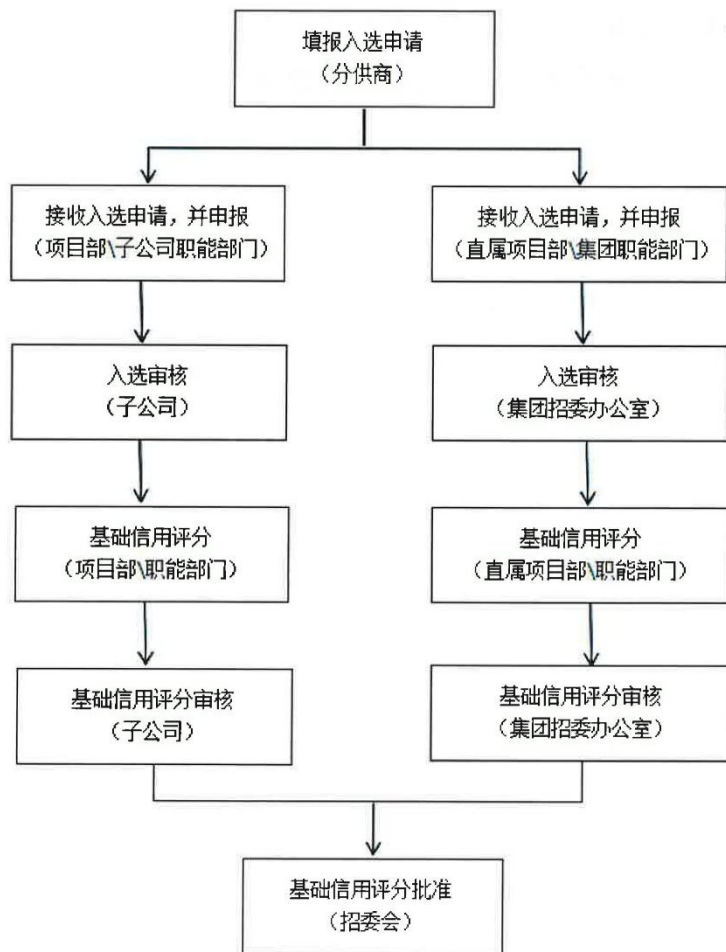 填报入选申请
（分供商）
接收入选申请，并申报
（项目部\子公司职能部门）
接收入选申请，并申报
（直属项目部\集团职能部门）
入选审核
（子公司）
入选审核
（集团招委办公室）
基础信用评分
（项目部\职能部门）
基础信用评分
（直属项目部\职能部门）
基础信用评分审核
（子公司）
基础信用评分审核
（集团招委办公室）
基础信用评分批准
（招委会）